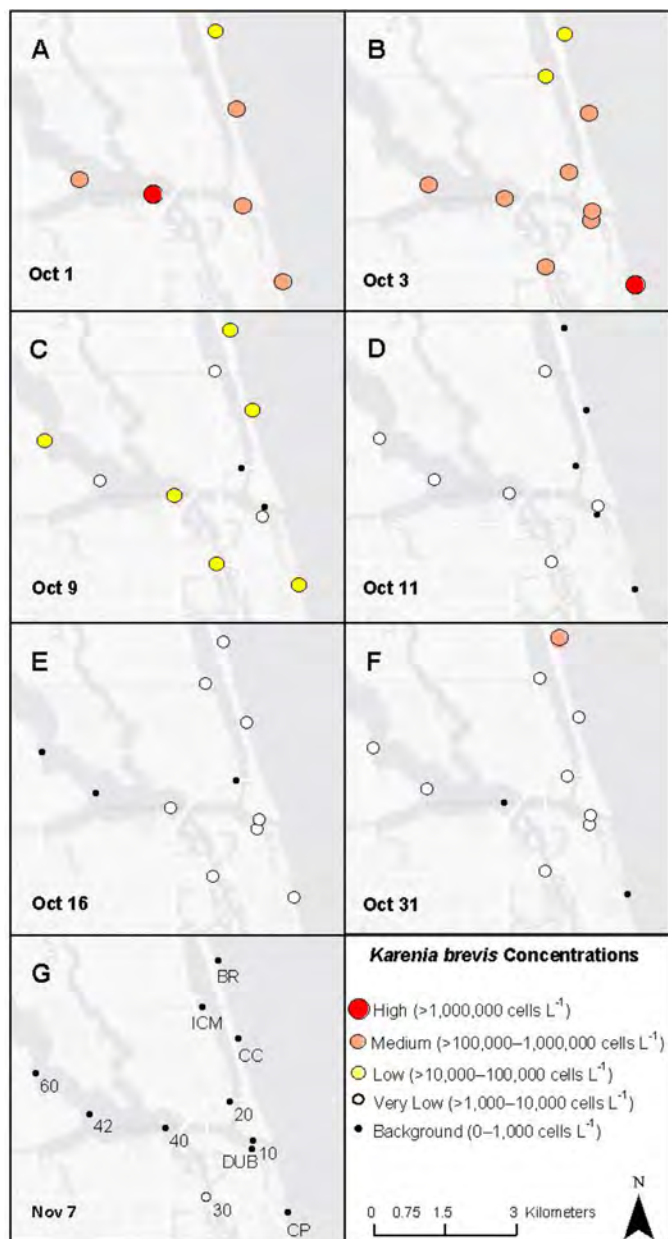 A
Oct 1
B
Oct 3
C
Oct 9
D
Oct 11
E
Oct 16
F
Oct 31
G
BR
ICM
CC
60
20
42
40
10
DUB
30
Nov 7
CP
Karenia brevis Concentrations
High (>1,000,000 cells L⁻¹)
Medium (>100,000–1,000,000 cells L⁻¹)
Low (>10,000–100,000 cells L⁻¹)
Very Low (>1,000–10,000 cells L⁻¹)
Background (0–1,000 cells L⁻¹)
N
0 0.75 1.5 3 Kilometers